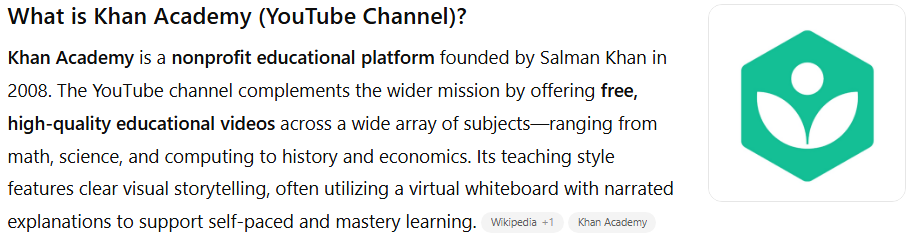 What is Khan Academy (YouTube Channel)?
Khan Academy is a nonprofit educational platform founded by Salman Khan in
2008. The YouTube channel complements the wider mission by offering free,
high-quality educational videos across a wide array of subjects—ranging from
math, science, and computing to history and economics. Its teaching style
features clear visual storytelling, often utilizing a virtual whiteboard with narrated
explanations to support self-paced and mastery learning. Wikipedia +1 Khan Academy